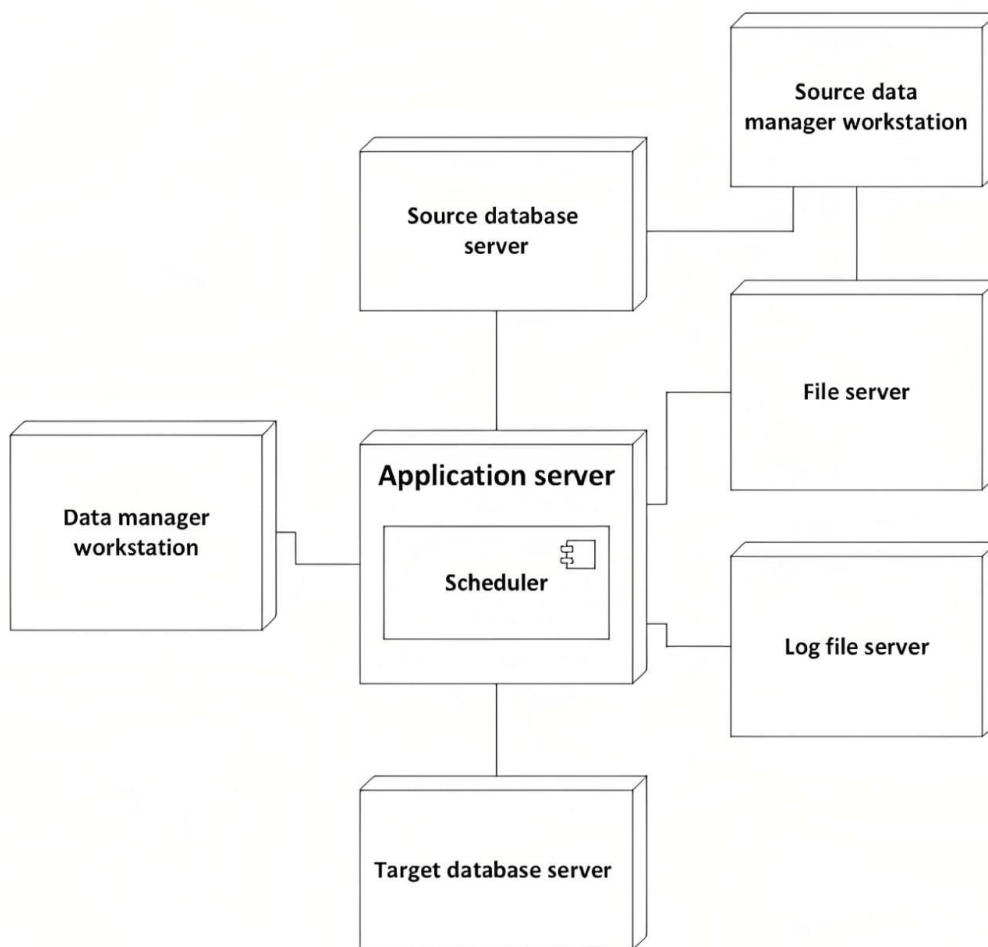 Source data
manager workstation
Source database
server
File server
Application server
Data manager
workstation
Scheduler
Log file server
Target database server